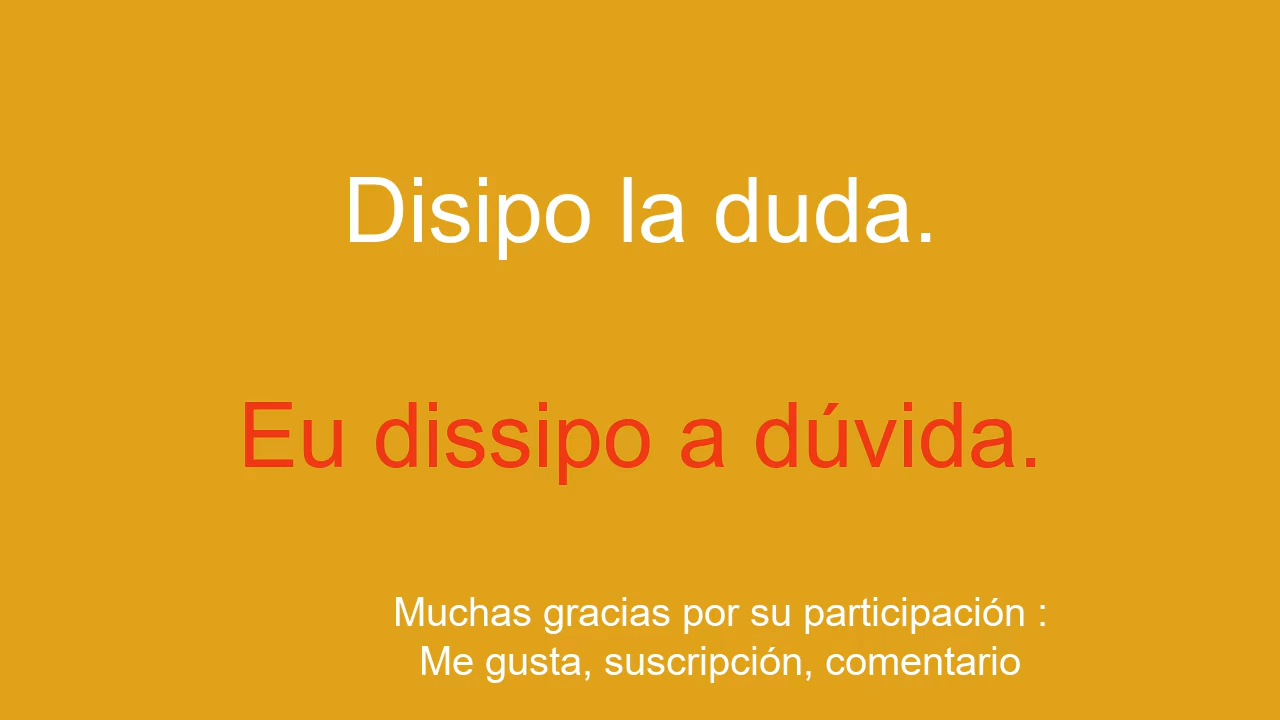 Disipo la duda.
Eu dissipo a dúvida.
Muchas gracias por su participación :
Me gusta, suscripción, comentario